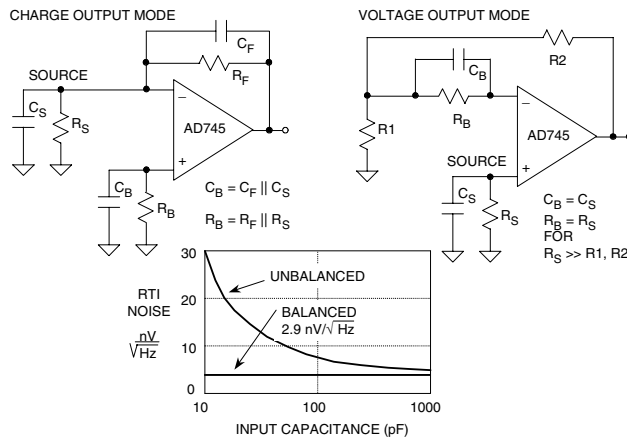 CHARGE OUTPUT MODE
C_F
R_F
SOURCE
C_S
R_S
−
AD745
+
C_B
R_B
C_B = C_F || C_S
R_B = R_F || R_S
VOLTAGE OUTPUT MODE
R2
C_B
R_B
R1
−
AD745
+
SOURCE
C_S
R_S
C_B = C_S
R_B = R_S
FOR
R_S >> R1, R2
30
20
10
0
RTI
NOISE
nV
√Hz
UNBALANCED
BALANCED
2.9 nV/√Hz
10
100
1000
INPUT CAPACITANCE (pF)